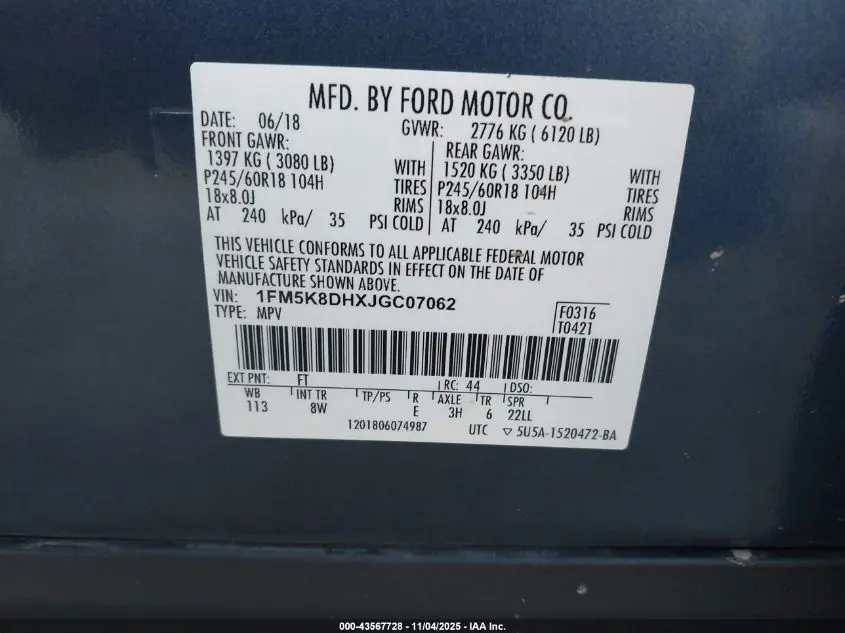 MFD. BY FORD MOTOR CO.
DATE: 06/18 GVWR: 2776 KG ( 6120 LB)
FRONT GAWR: REAR GAWR:
1397 KG ( 3080 LB) WITH 1520 KG ( 3350 LB) WITH
P245/60R18 104H TIRES P245/60R18 104H TIRES
18x8.0J RIMS 18x8.0J RIMS
AT 240 kPa/ 35 PSI COLD AT 240 kPa/ 35 PSI COLD
THIS VEHICLE CONFORMS TO ALL APPLICABLE FEDERAL MOTOR
VEHICLE SAFETY STANDARDS IN EFFECT ON THE DATE OF
MANUFACTURE SHOWN ABOVE.
VIN: 1FM5K8DHXJGC07062 F0316
TYPE: MPV T0421
EXT PNT: FT RC: 44 DSO:
WB INT TR TP/PS R AXLE TR SPR
113 8W E 3H 6 22LL
1201806074987 UTC ▽ 5U5A-1520472-BA
000-43567728 - 11/04/2025 - IAA Inc.